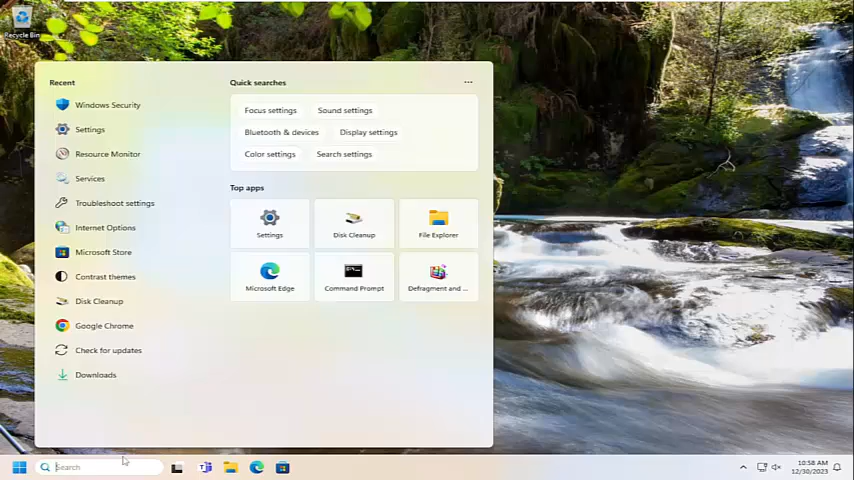 Recycle Bin
Recent
Windows Security
Settings
Resource Monitor
Services
Troubleshoot settings
Internet Options
Microsoft Store
Contrast themes
Disk Cleanup
Google Chrome
Check for updates
Downloads
Quick searches
Focus settings Sound settings
Bluetooth & devices Display settings
Color settings Search settings
Top apps
Settings Disk Cleanup File Explorer
Microsoft Edge Command Prompt Defragment and ...
Search
10:58 AM
12/30/2023